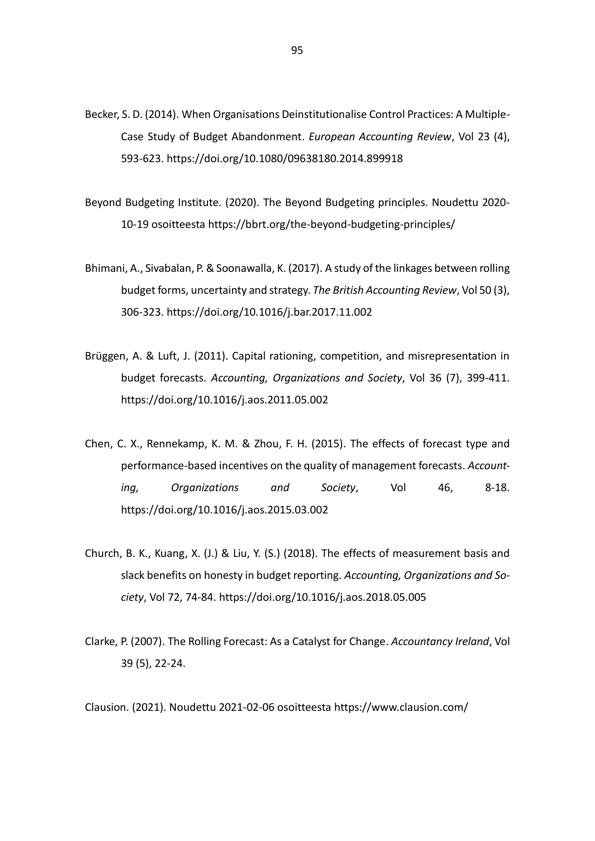 95
Becker, S. D. (2014). When Organisations Deinstitutionalise Control Practices: A Multiple-
Case Study of Budget Abandonment. European Accounting Review, Vol 23 (4),
593-623. https://doi.org/10.1080/09638180.2014.899918
Beyond Budgeting Institute. (2020). The Beyond Budgeting principles. Noudettu 2020-
10-19 osoitteesta https://bbrt.org/the-beyond-budgeting-principles/
Bhimani, A., Sivabalan, P. & Soonawalla, K. (2017). A study of the linkages between rolling
budget forms, uncertainty and strategy. The British Accounting Review, Vol 50 (3),
306-323. https://doi.org/10.1016/j.bar.2017.11.002
Brüggen, A. & Luft, J. (2011). Capital rationing, competition, and misrepresentation in
budget forecasts. Accounting, Organizations and Society, Vol 36 (7), 399-411.
https://doi.org/10.1016/j.aos.2011.05.002
Chen, C. X., Rennekamp, K. M. & Zhou, F. H. (2015). The effects of forecast type and
performance-based incentives on the quality of management forecasts. Account-
ing, Organizations and Society, Vol 46, 8-18.
https://doi.org/10.1016/j.aos.2015.03.002
Church, B. K., Kuang, X. (J.) & Liu, Y. (S.) (2018). The effects of measurement basis and
slack benefits on honesty in budget reporting. Accounting, Organizations and So-
ciety, Vol 72, 74-84. https://doi.org/10.1016/j.aos.2018.05.005
Clarke, P. (2007). The Rolling Forecast: As a Catalyst for Change. Accountancy Ireland, Vol
39 (5), 22-24.
Clausion. (2021). Noudettu 2021-02-06 osoitteesta https://www.clausion.com/